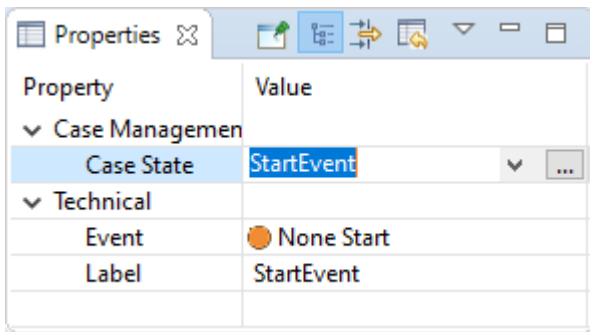 Properties
Property Value
Case Managemen
Case State StartEvent ...
Technical
Event None Start
Label StartEvent